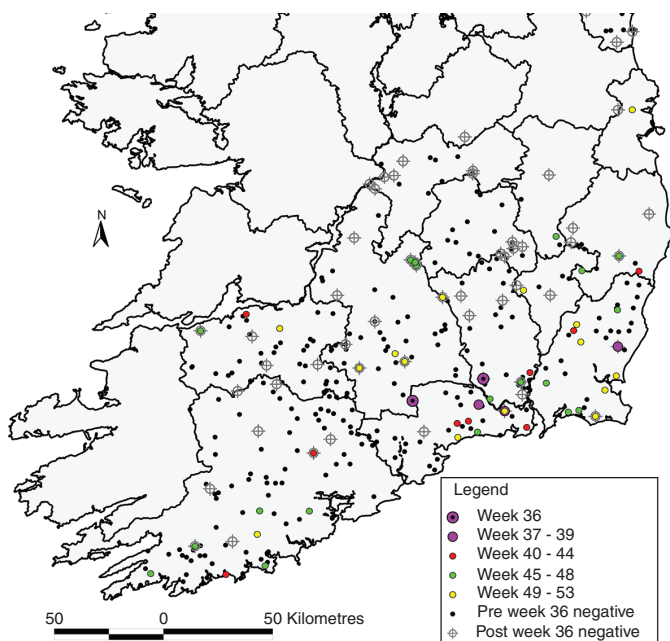 N
Legend
Week 36
Week 37 - 39
Week 40 - 44
Week 45 - 48
Week 49 - 53
Pre week 36 negative
Post week 36 negative
50 0 50 Kilometres